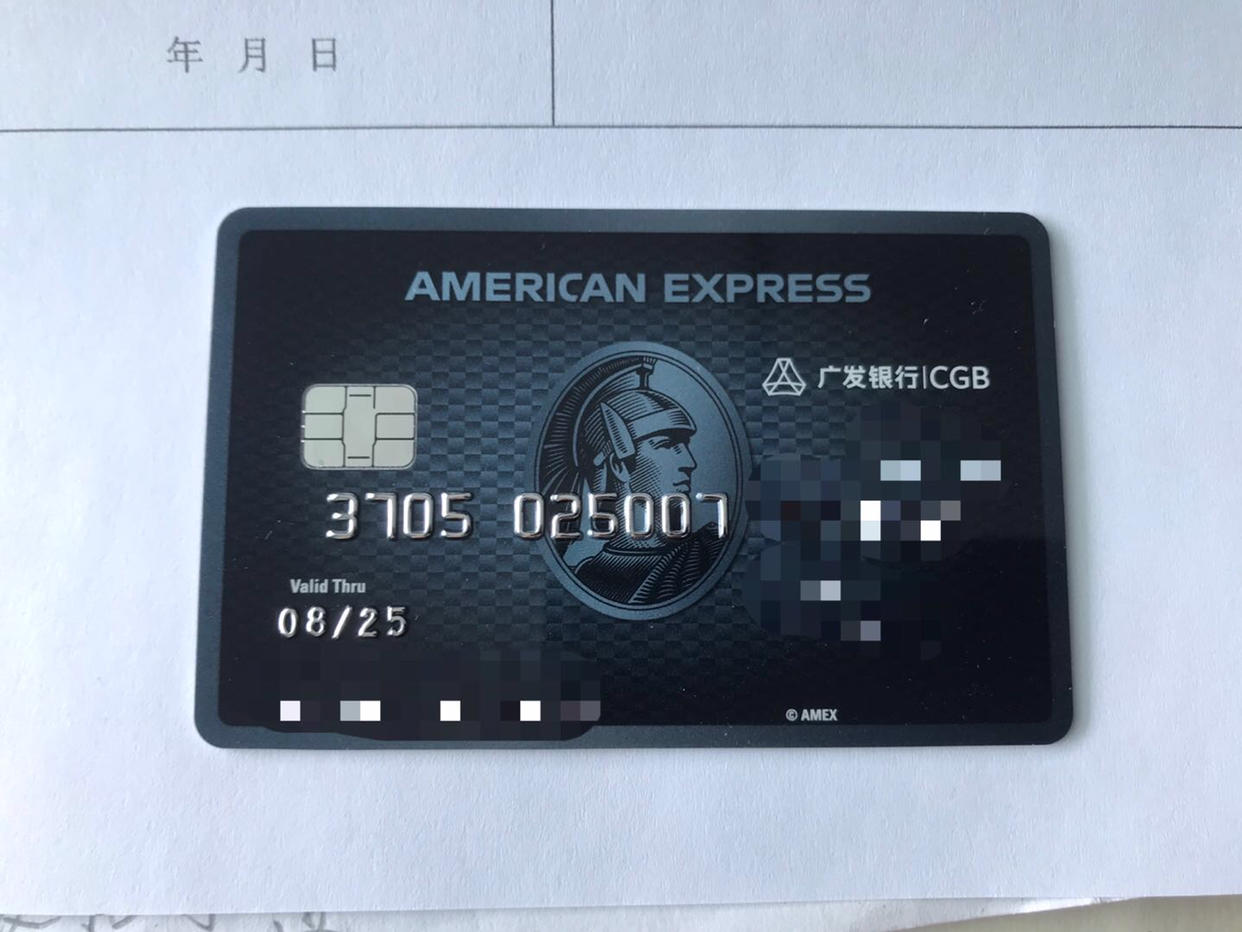 年 月 日
AMERICAN EXPRESS
广发银行|CGB
3705 025007
Valid Thru
08/25
© AMEX